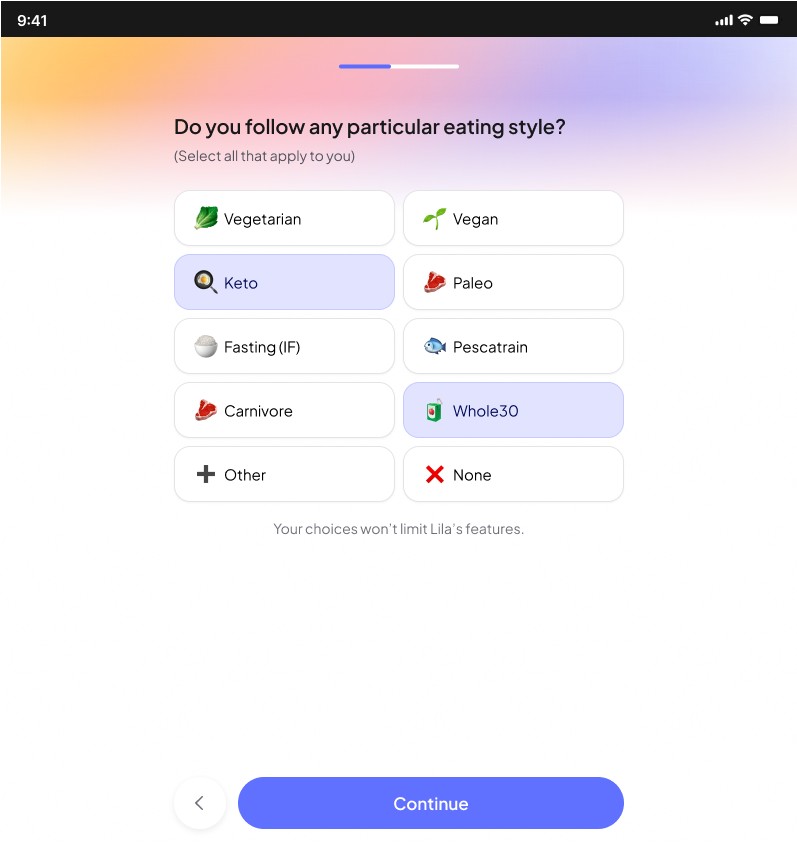 9:41
Do you follow any particular eating style?
(Select all that apply to you)
Vegetarian
Vegan
Keto
Paleo
Fasting (IF)
Pescatrain
Carnivore
Whole30
Other
None
Your choices won't limit Lila's features.
Continue